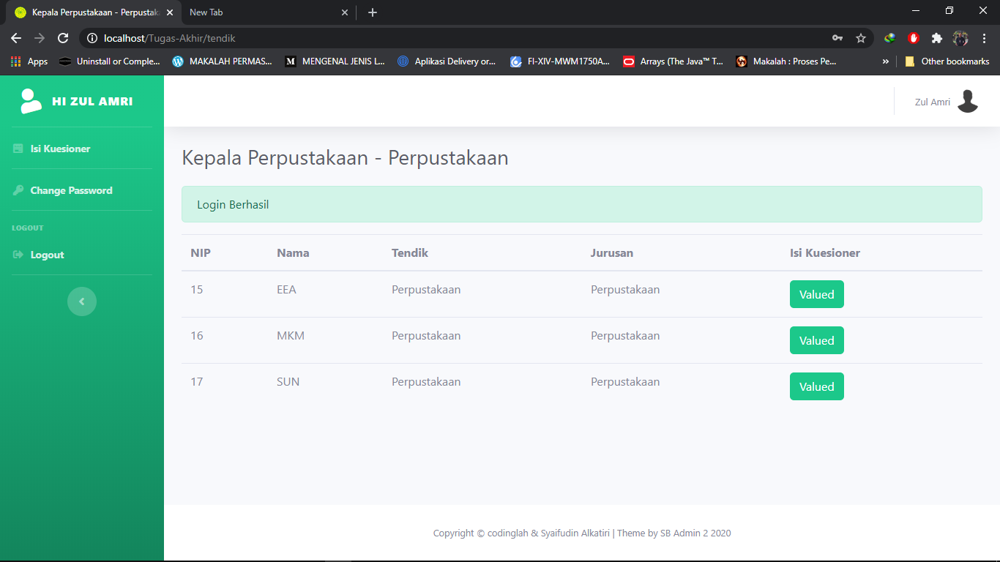 Kepala Perpustakaan - Perpustak
New Tab
localhost/Tugas-Akhir/tendik
Apps
Uninstall or Comple...
MAKALAH PERMAS...
M
MENGENAL JENIS L...
Aplikasi Delivery or...
FI-XIV-MWM1750A...
Arrays (The Java™ T...
Makalah : Proses Pe...
»
Other bookmarks
HI ZUL AMRI
Zul Amri
Isi Kuesioner
Change Password
LOGOUT
Logout
Kepala Perpustakaan - Perpustakaan
Login Berhasil
NIP Nama Tendik Jurusan Isi Kuesioner
15 EEA Perpustakaan Perpustakaan Valued
16 MKM Perpustakaan Perpustakaan Valued
17 SUN Perpustakaan Perpustakaan Valued
Copyright © codinglah & Syaifudin Alkatiri | Theme by SB Admin 2 2020